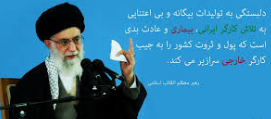 دلبستگی به تولیدات بیگانه و بی اعتنایی
به تلاش کارگر ایرانی بیماری و عادت بدی
است که پول و ثروت کشور را به جیب
کارگر خارجی سرازیر می کند.
رهبر معظم انقلاب اسلامی